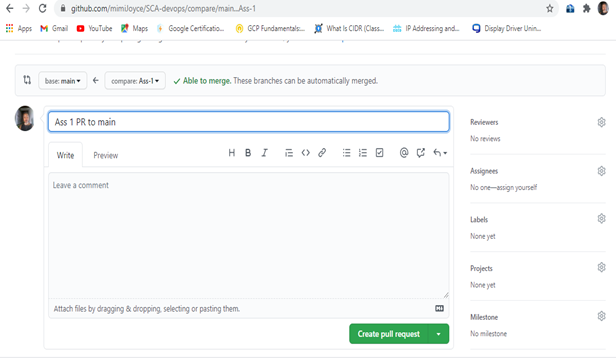 github.com/mimiJoyce/SCA-devops/compare/main...Ass-1
Apps Gmail YouTube Maps Google Certificatio... GCP Fundamentals:... What Is CIDR (Class... IP Addressing and... Display Driver Unin...
base: main compare: Ass-1 Able to merge. These branches can be automatically merged.
Ass 1 PR to main
Write Preview
Leave a comment
Attach files by dragging & dropping, selecting or pasting them.
Create pull request
Reviewers
No reviews
Assignees
No one—assign yourself
Labels
None yet
Projects
None yet
Milestone
No milestone